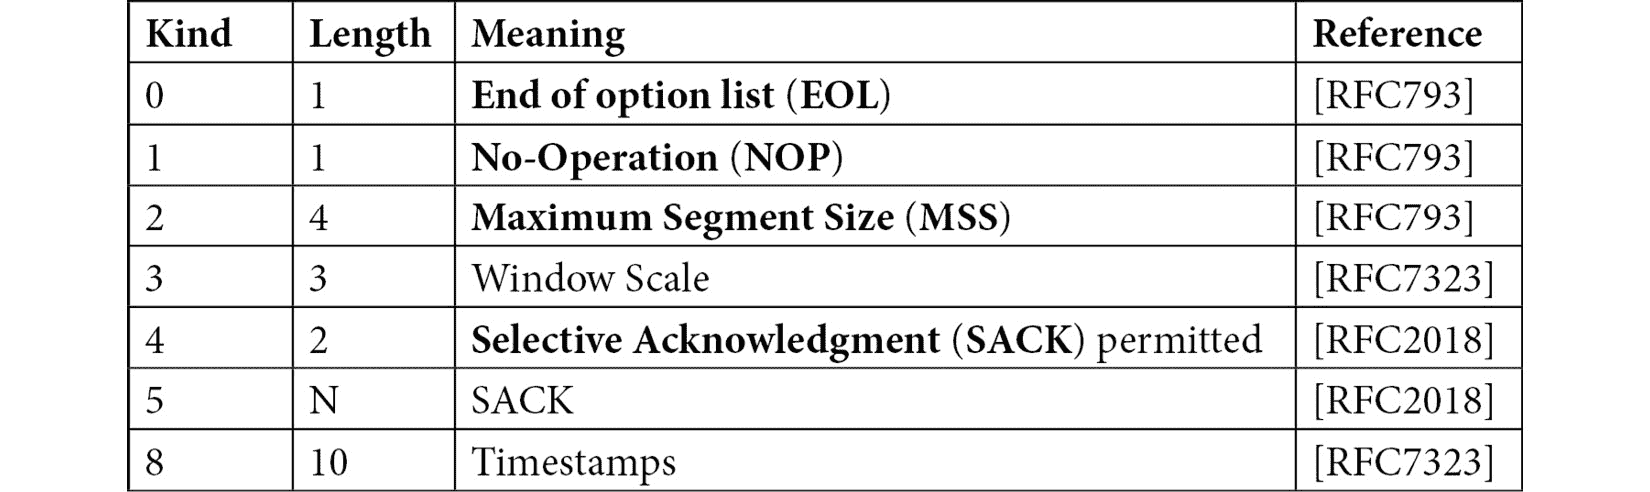 Kind Length Meaning Reference
0 1 End of option list (EOL) [RFC793]
1 1 No-Operation (NOP) [RFC793]
2 4 Maximum Segment Size (MSS) [RFC793]
3 3 Window Scale [RFC7323]
4 2 Selective Acknowledgment (SACK) permitted [RFC2018]
5 N SACK [RFC2018]
8 10 Timestamps [RFC7323]